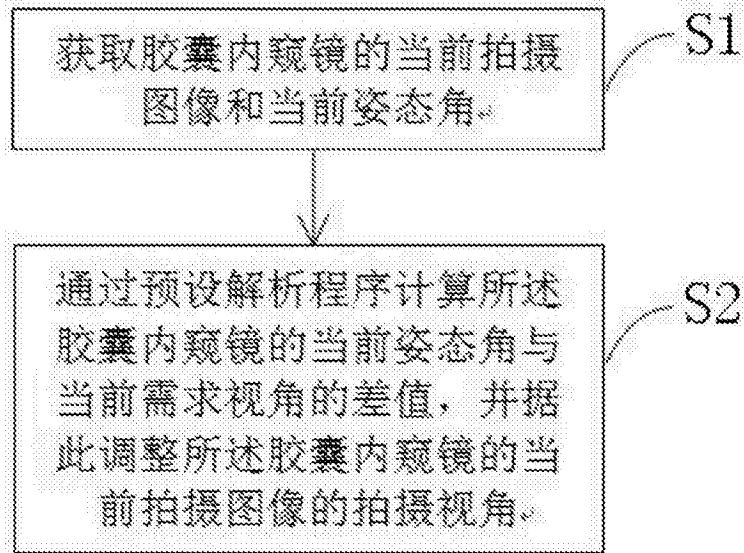 获取胶囊内窥镜的当前拍摄
图像和当前姿态角
S1
通过预设解析程序计算所述
胶囊内窥镜的当前姿态角与
当前需求视角的差值，并据
此调整所述胶囊内窥镜的当
前拍摄图像的拍摄视角
S2